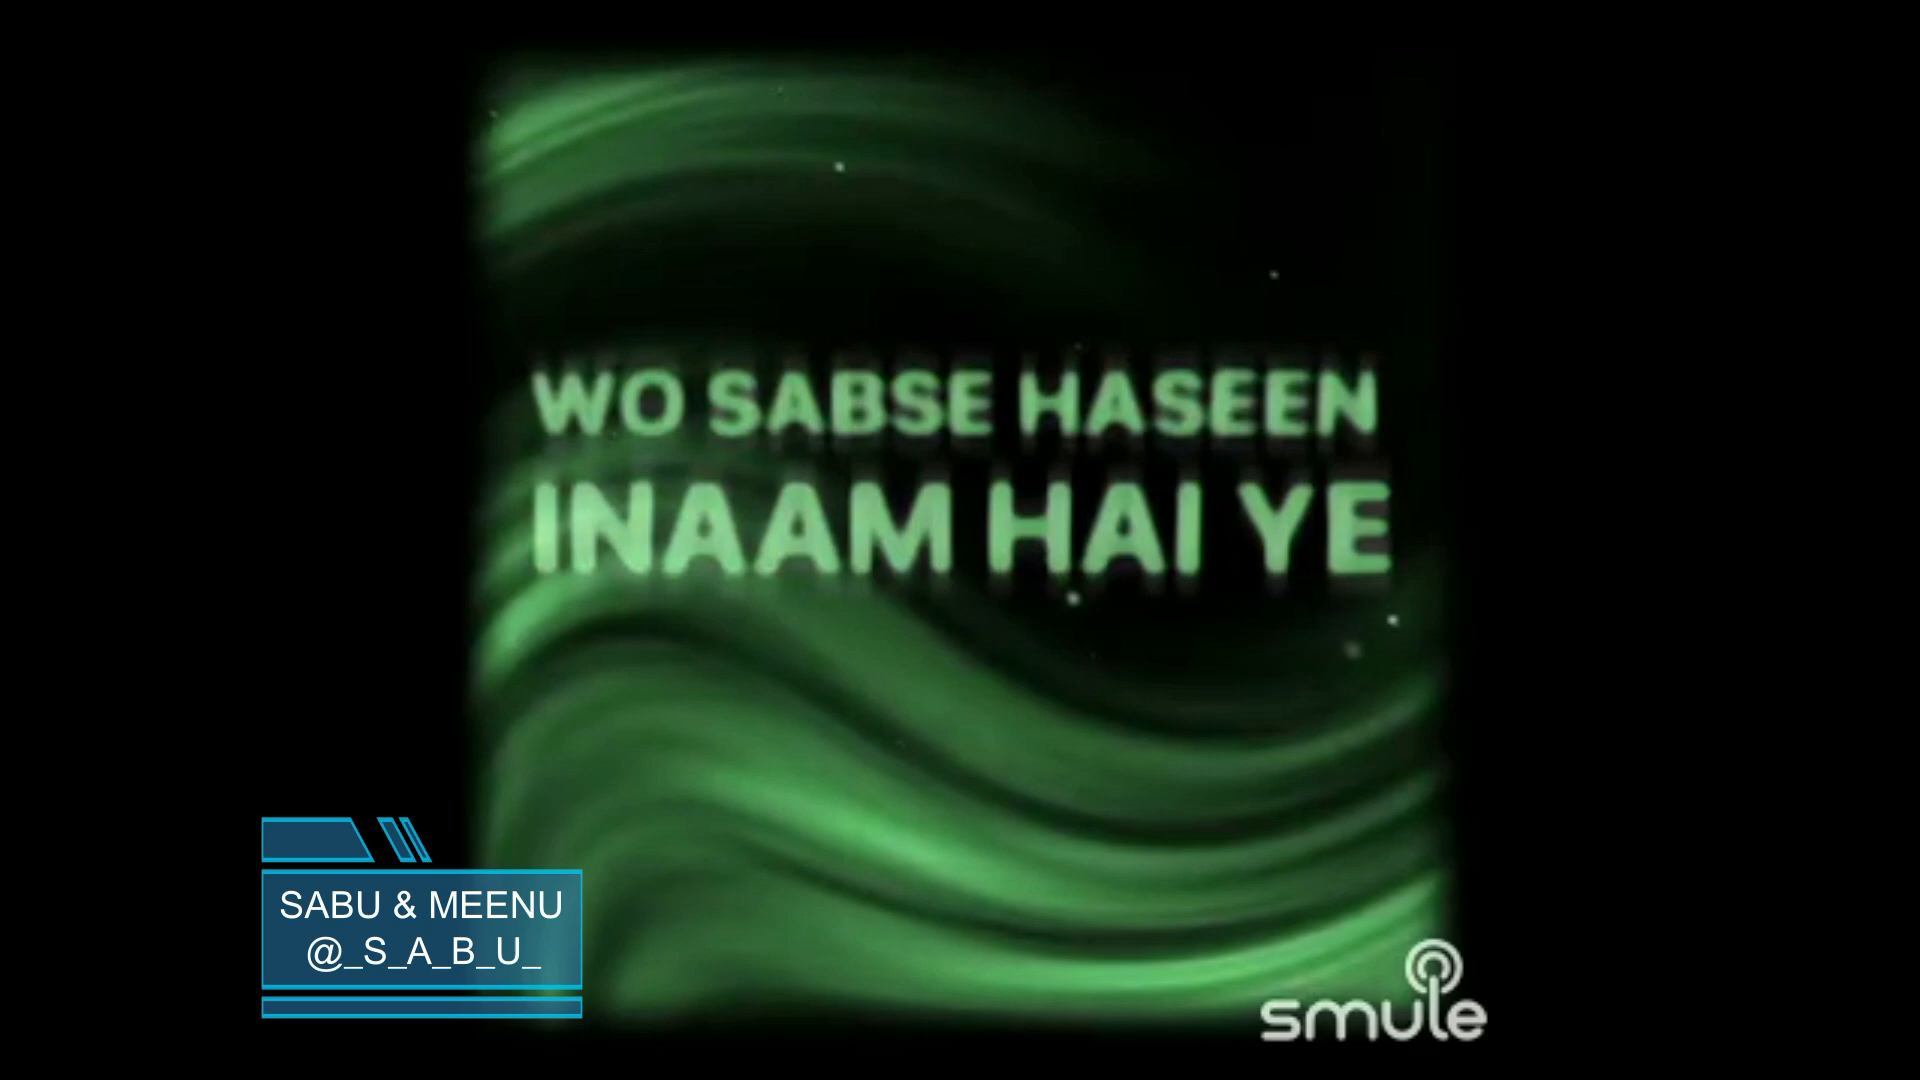 WO SABSE HASEEN
INAAM HAI YE
SABU & MEENU
@_S_A_B_U_
smule